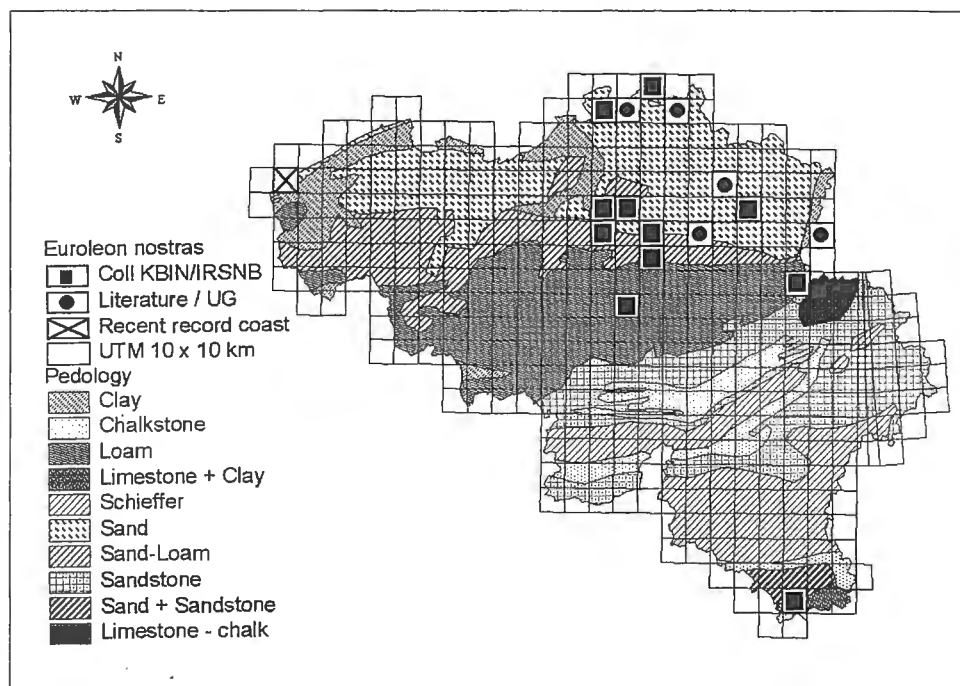 N
W E
S
Euroleon nostras
Coll KBIN/IRSNB
Literature / UG
Recent record coast
UTM 10 x 10 km
Pedology
Clay
Chalkstone
Loam
Limestone + Clay
Schieffer
Sand
Sand-Loam
Sandstone
Sand + Sandstone
Limestone - chalk